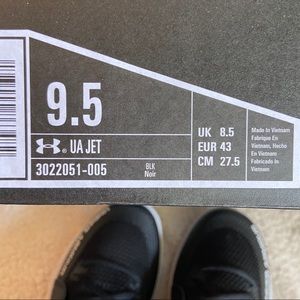 9.5
UA JET
3022051-005
BLK
Noir
UK 8.5
EUR 43
CM 27.5
Made In Vietnam
Fabriqué En
Vietnam, Hecho
En Vietnam
Fabricado In
Vietnam